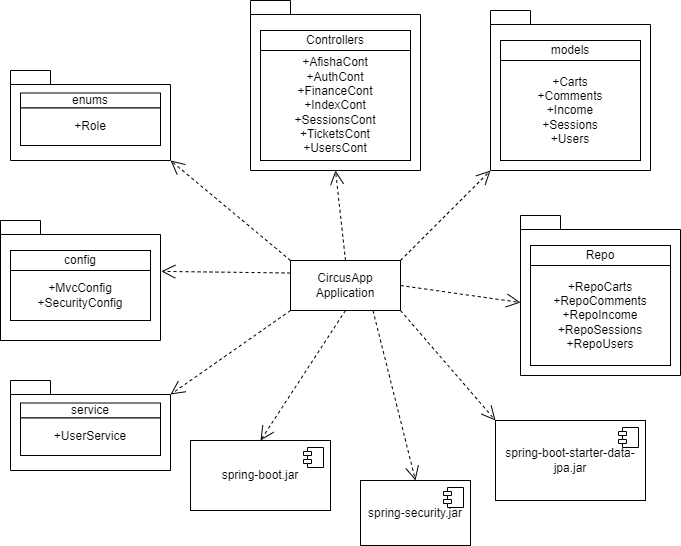 Controllers
+AfishaCont
+AuthCont
+FinanceCont
+IndexCont
+SessionsCont
+TicketsCont
+UsersCont
models
+Carts
+Comments
+Income
+Sessions
+Users
enums
+Role
config
+MvcConfig
+SecurityConfig
CircusApp
Application
Repo
+RepoCarts
+RepoComments
+RepoIncome
+RepoSessions
+RepoUsers
service
+UserService
spring-boot.jar
spring-security.jar
spring-boot-starter-data-
jpa.jar